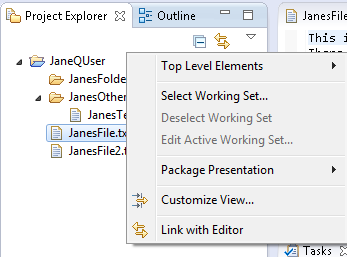 Project Explorer
Outline
JanesFile
This i
JaneQUser
JanesFolde
JanesOther
JanesTe
JanesFile.tx
JanesFile2.t
Top Level Elements
Select Working Set...
Deselect Working Set
Edit Active Working Set...
Package Presentation
Customize View...
Link with Editor
Tasks